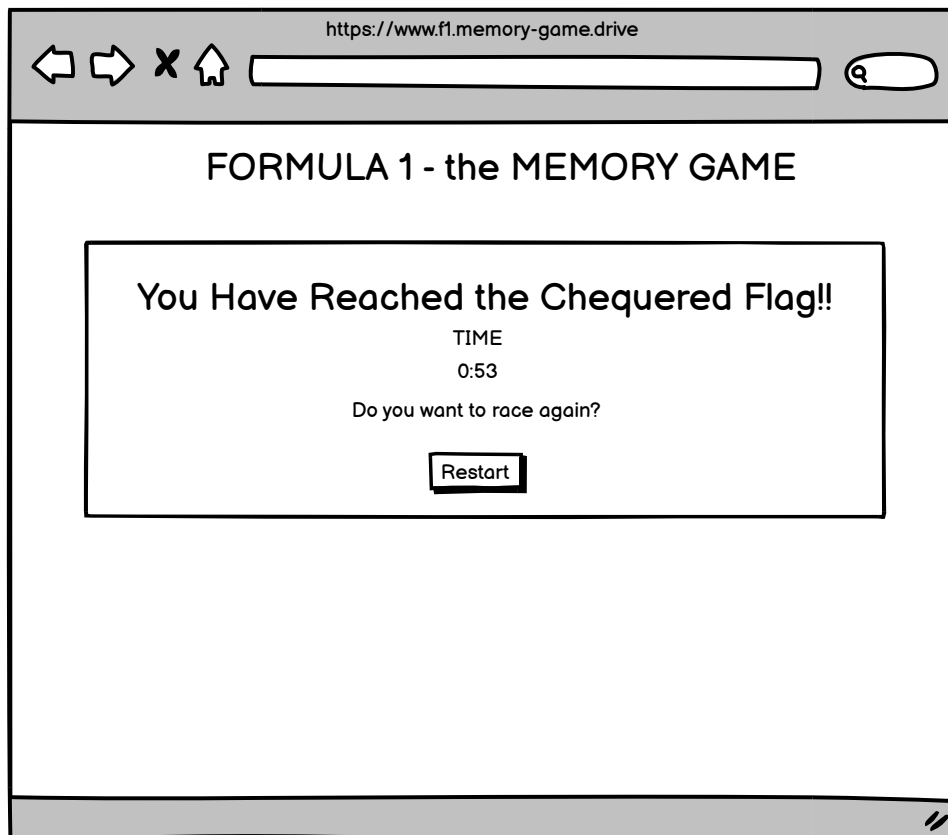 https://www.f1.memory-game.drive
FORMULA 1 - the MEMORY GAME
You Have Reached the Chequered Flag!!
TIME
0:53
Do you want to race again?
Restart